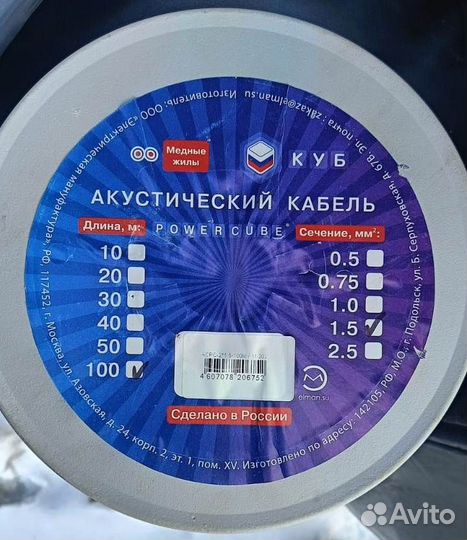 Изготовитель: ООО «Электрическая мануфактура», РФ, 117452 г. Москва, ул. Азовская, д. 24, корп. 2, эт. 1, пом. XV. Изготовлено по адресу: 142105, РФ, М.О., г. Подольск, ул. Б. Серпуховская, д. 67В Эл. почта: zakaz@elman.su
Медные жилы
КУБ
АКУСТИЧЕСКИЙ КАБЕЛЬ
Длина, м:
POWERCUBE®
Сечение, мм²:
10
0.5
20
0.75
30
1.0
40
1.5
50
2.5
100
4 607078 206752
elman.su
Сделано в России
Avito